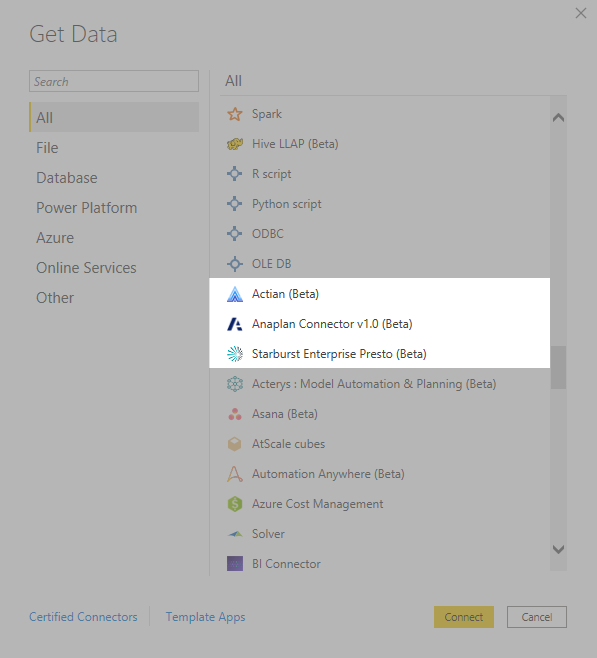 Get Data
Search
All
File
Database
Power Platform
Azure
Online Services
Other
All
Spark
Hive LLAP (Beta)
R script
Python script
ODBC
OLE DB
Actian (Beta)
Anaplan Connector v1.0 (Beta)
Starburst Enterprise Presto (Beta)
Acterys : Model Automation & Planning (Beta)
Asana (Beta)
AtScale cubes
Automation Anywhere (Beta)
Azure Cost Management
Solver
BI Connector
Certified Connectors
Template Apps
Connect
Cancel